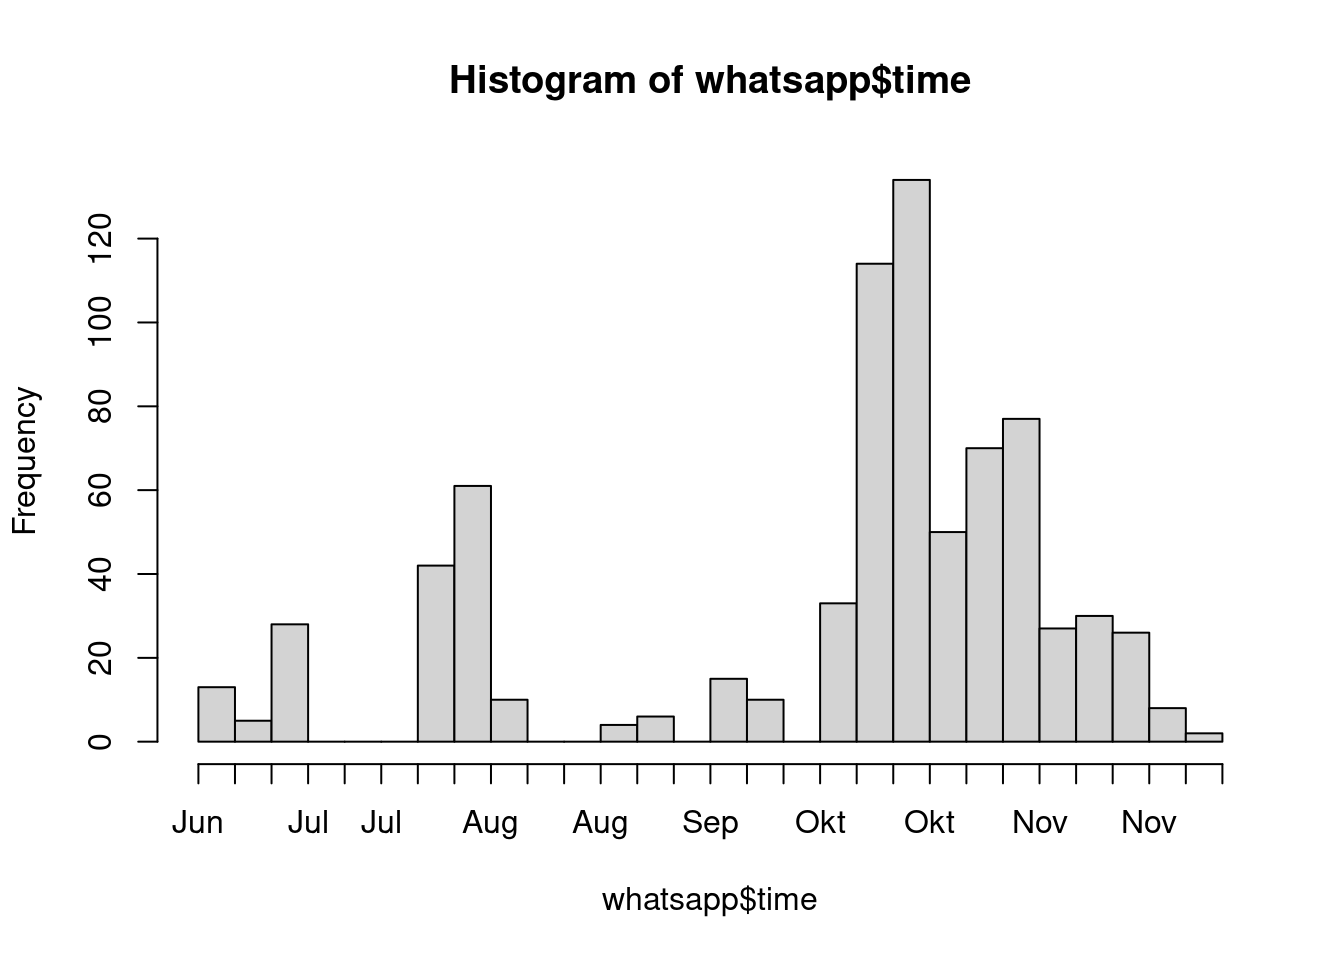 Histogram of whatsapp$time
Frequency
120
100
80
60
40
20
0
Jun Jul Jul Aug Aug Sep Okt Okt Nov Nov
whatsapp$time